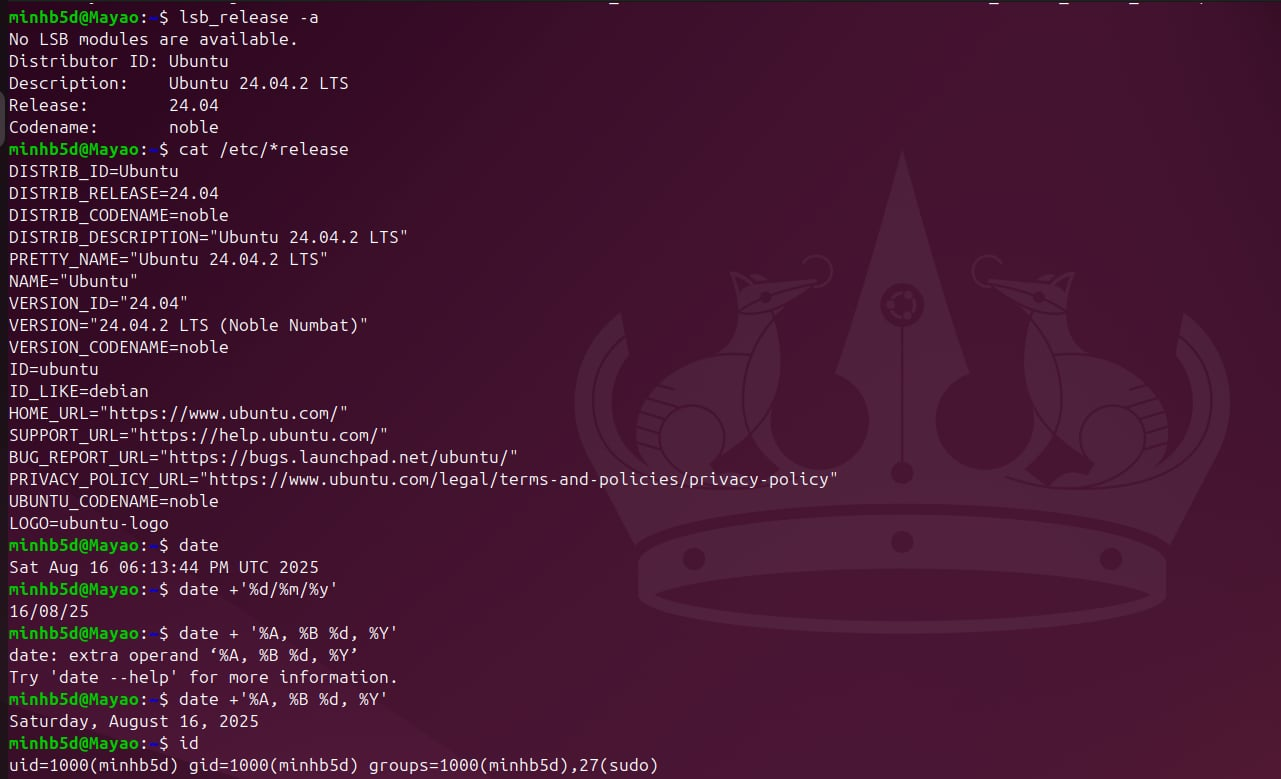 minhb5d@Mayao:~$ lsb_release -a
No LSB modules are available.
Distributor ID: Ubuntu
Description:    Ubuntu 24.04.2 LTS
Release:        24.04
Codename:       noble
minhb5d@Mayao:~$ cat /etc/*release
DISTRIB_ID=Ubuntu
DISTRIB_RELEASE=24.04
DISTRIB_CODENAME=noble
DISTRIB_DESCRIPTION="Ubuntu 24.04.2 LTS"
PRETTY_NAME="Ubuntu 24.04.2 LTS"
NAME="Ubuntu"
VERSION_ID="24.04"
VERSION="24.04.2 LTS (Noble Numbat)"
VERSION_CODENAME=noble
ID=ubuntu
ID_LIKE=debian
HOME_URL="https://www.ubuntu.com/"
SUPPORT_URL="https://help.ubuntu.com/"
BUG_REPORT_URL="https://bugs.launchpad.net/ubuntu/"
PRIVACY_POLICY_URL="https://www.ubuntu.com/legal/terms-and-policies/privacy-policy"
UBUNTU_CODENAME=noble
LOGO=ubuntu-logo
minhb5d@Mayao:~$ date
Sat Aug 16 06:13:44 PM UTC 2025
minhb5d@Mayao:~$ date +'%d/%m/%y'
16/08/25
minhb5d@Mayao:~$ date + '%A, %B %d, %Y'
date: extra operand ‘%A, %B %d, %Y’
Try 'date --help' for more information.
minhb5d@Mayao:~$ date +'%A, %B %d, %Y'
Saturday, August 16, 2025
minhb5d@Mayao:~$ id
uid=1000(minhb5d) gid=1000(minhb5d) groups=1000(minhb5d),27(sudo)